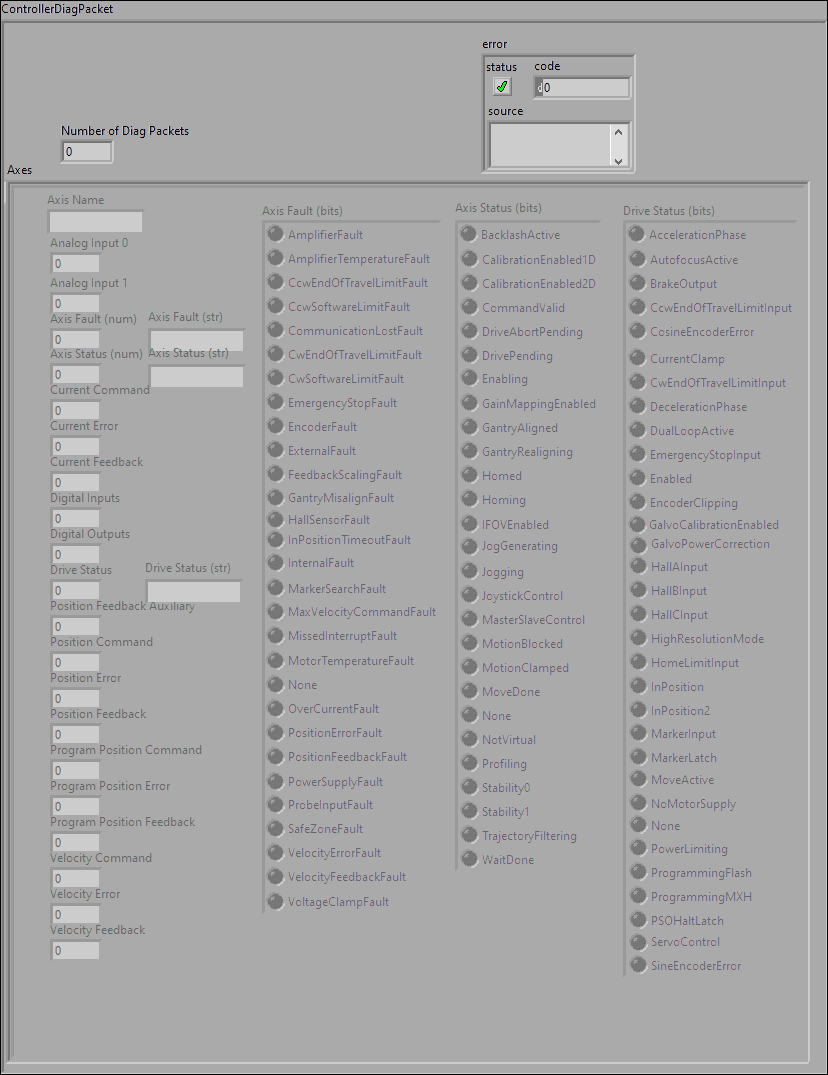 ControllerDiagPacket
error
status code
d0
source
Number of Diag Packets
0
Axes
Axis Name
Analog Input 0
0
Analog Input 1
0
Axis Fault (num) Axis Fault (str)
0
Axis Status (num) Axis Status (str)
0
Current Command
0
Current Error
0
Current Feedback
0
Digital Inputs
0
Digital Outputs
0
Drive Status Drive Status (str)
0
Position Feedback Auxiliary
0
Position Command
0
Position Error
0
Position Feedback
0
Program Position Command
0
Program Position Error
0
Program Position Feedback
0
Velocity Command
0
Velocity Error
0
Velocity Feedback
0
Axis Fault (bits)
AmplifierFault
AmplifierTemperatureFault
CcwEndOfTravelLimitFault
CcwSoftwareLimitFault
CommunicationLostFault
CwEndOfTravelLimitFault
CwSoftwareLimitFault
EmergencyStopFault
EncoderFault
ExternalFault
FeedbackScalingFault
GantryMisalignFault
HallSensorFault
InPositionTimeoutFault
InternalFault
MarkerSearchFault
MaxVelocityCommandFault
MissedInterruptFault
MotorTemperatureFault
None
OverCurrentFault
PositionErrorFault
PositionFeedbackFault
PowerSupplyFault
ProbeInputFault
SafeZoneFault
VelocityErrorFault
VelocityFeedbackFault
VoltageClampFault
Axis Status (bits)
BacklashActive
CalibrationEnabled1D
CalibrationEnabled2D
CommandValid
DriveAbortPending
DrivePending
Enabling
GainMappingEnabled
GantryAligned
GantryRealigning
Homed
Homing
IFOVEnabled
JogGenerating
Jogging
JoystickControl
MasterSlaveControl
MotionBlocked
MotionClamped
MoveDone
None
NotVirtual
Profiling
Stability0
Stability1
TrajectoryFiltering
WaitDone
Drive Status (bits)
AccelerationPhase
AutofocusActive
BrakeOutput
CcwEndOfTravelLimitInput
CosineEncoderError
CurrentClamp
CwEndOfTravelLimitInput
DecelerationPhase
DualLoopActive
EmergencyStopInput
Enabled
EncoderClipping
GalvoCalibrationEnabled
GalvoPowerCorrection
HallAInput
HallBInput
HallCInput
HighResolutionMode
HomeLimitInput
InPosition
InPosition2
MarkerInput
MarkerLatch
MoveActive
NoMotorSupply
None
PowerLimiting
ProgrammingFlash
ProgrammingMXH
PSOHaltLatch
ServoControl
SineEncoderError